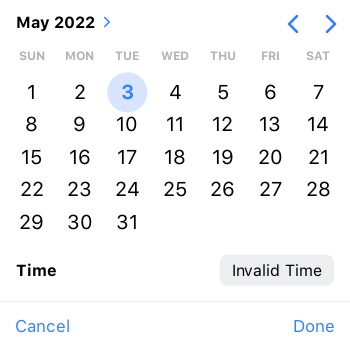 May 2022
SUN MON TUE WED THU FRI SAT
1 2 3 4 5 6 7
8 9 10 11 12 13 14
15 16 17 18 19 20 21
22 23 24 25 26 27 28
29 30 31
Time Invalid Time
Cancel Done